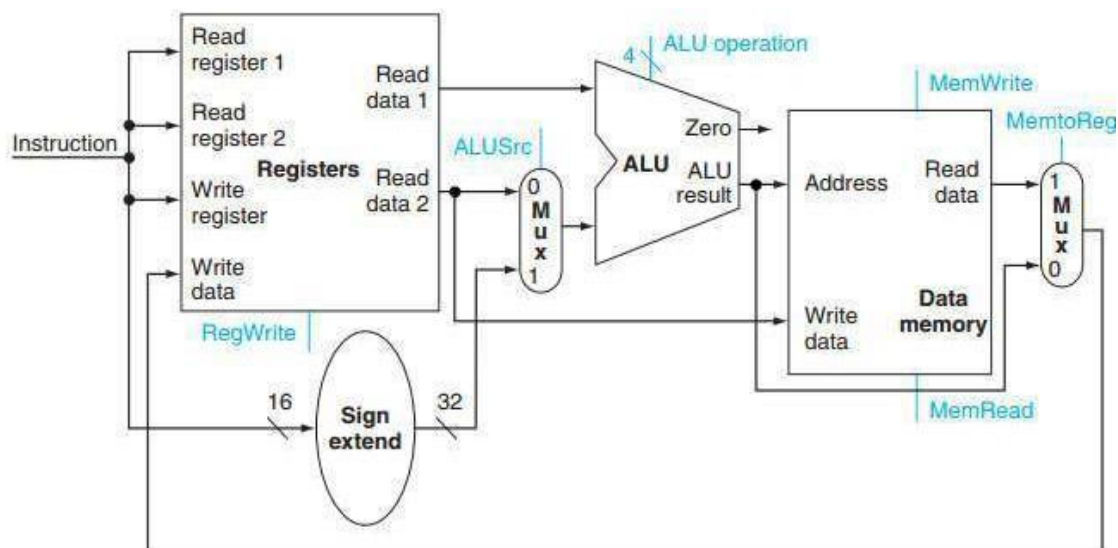 Instruction
Read
register 1
Read
register 2
Write
register
Write
data
Registers
Read
data 1
Read
data 2
RegWrite
16
Sign
extend
32
ALUSrc
0
M
u
x
1
4
ALU operation
ALU
Zero
ALU
result
MemWrite
Address
Read
data
Write
data
Data
memory
MemRead
MemtoReg
1
M
u
x
0